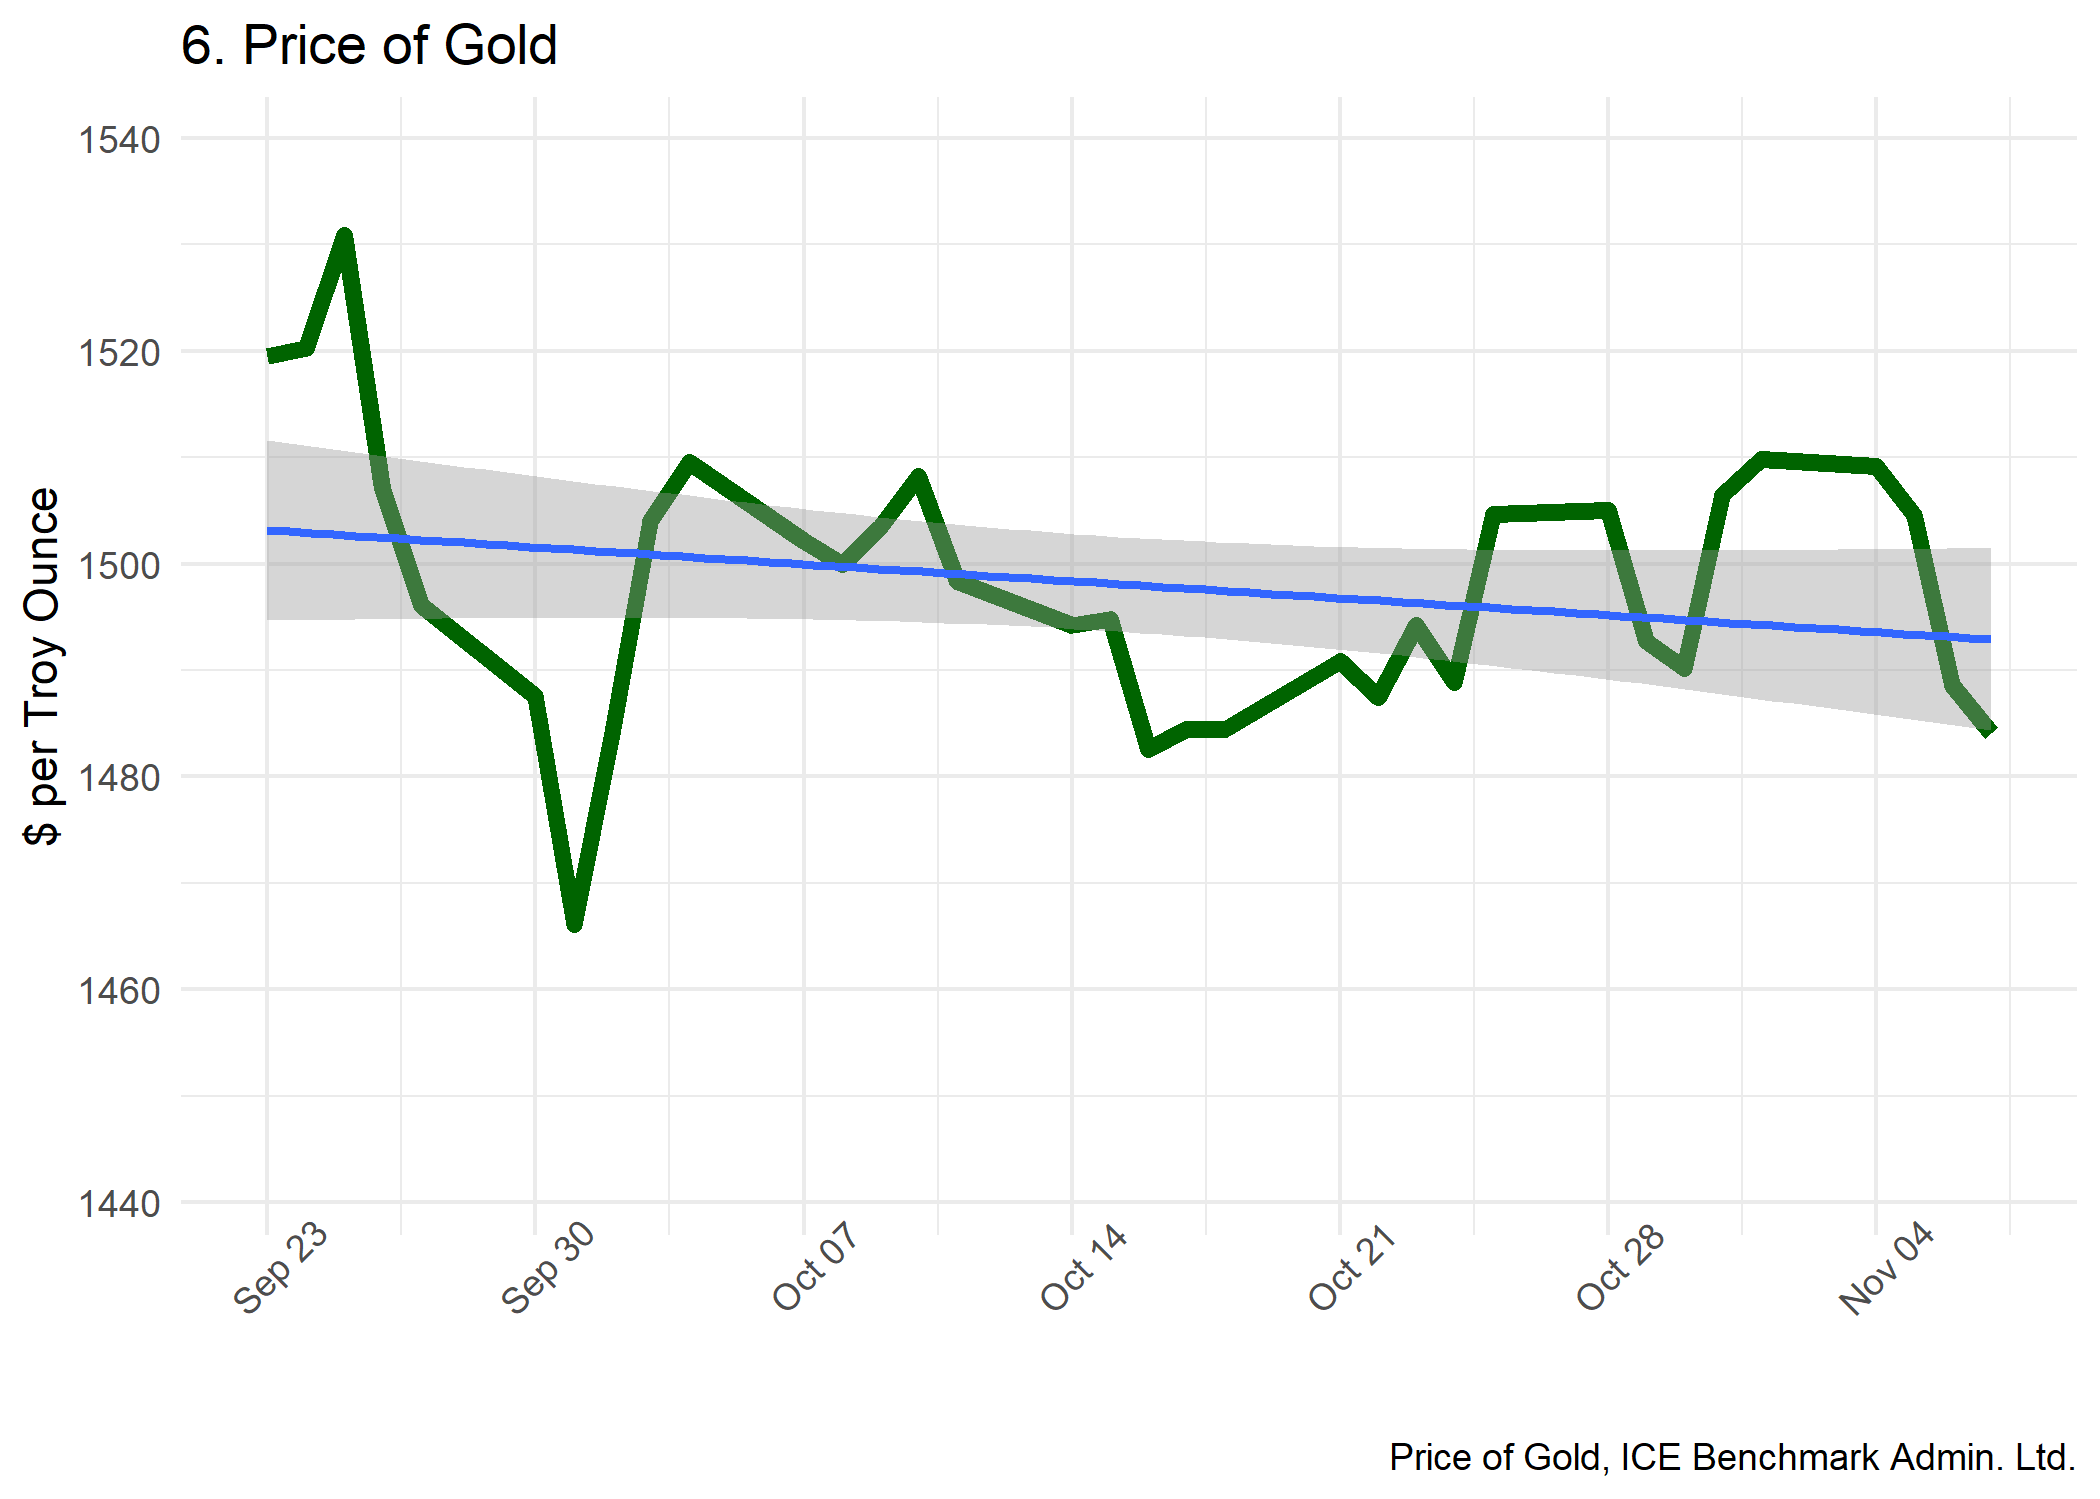 6. Price of Gold
$ per Troy Ounce
1540
1520
1500
1480
1460
1440
Sep 23
Sep 30
Oct 07
Oct 14
Oct 21
Oct 28
Nov 04
Price of Gold, ICE Benchmark Admin. Ltd.